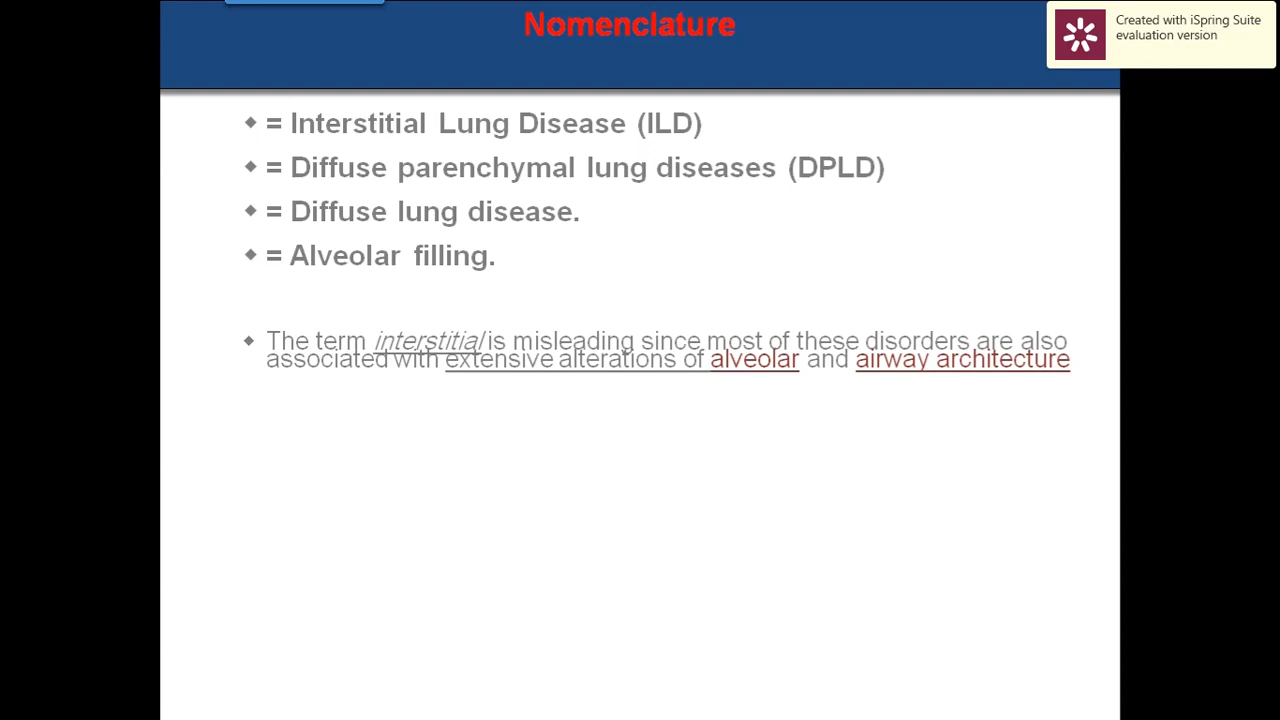 Nomenclature
Created with iSpring Suite
evaluation version
◆ = Interstitial Lung Disease (ILD)
◆ = Diffuse parenchymal lung diseases (DPLD)
◆ = Diffuse lung disease.
◆ = Alveolar filling.
◆ The term interstitial is misleading since most of these disorders are also
associated with extensive alterations of alveolar and airway architecture